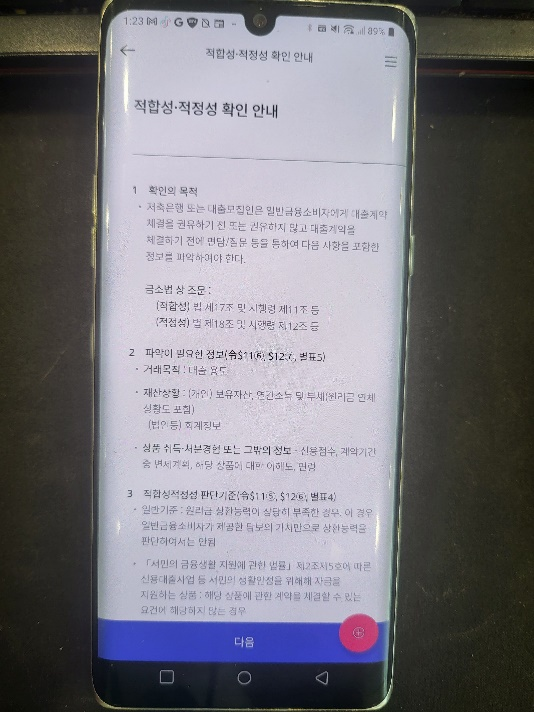 1:23
89%
적합성·적정성 확인 안내
적합성·적정성 확인 안내
1 확인의 목적
· 저축은행 또는 대출모집인은 일반금융소비자에게 대출계약
체결을 권유하기 전 또는 권유하지 않고 대출계약을
체결하기 전에 면담/질문 등을 통하여 다음 사항을 포함한
정보를 파악하여야 한다.
금소법 상 조문 :
(적합성) 법 제17조 및 시행령 제11조 등
(적정성) 법 제18조 및 시행령 제12조 등
2 파악이 필요한 정보(令§11⑥, §12⑦, 별표5)
· 거래목적 : 대출 용도
· 재산상황 : (개인) 보유자산, 연간소득 및 부채(원리금 연체
상황도 포함)
(법인등) 회계정보
· 상품 취득·처분경험 또는 그밖의 정보 - 신용점수, 계약기간
중 변제계획, 해당 상품에 대한 이해도, 연령
3 적합성적정성 판단기준(令§11⑤, §12⑥, 별표4)
· 일반기준 : 원리금 상환능력이 상당히 부족한 경우. 이 경우
일반금융소비자가 제공한 담보의 가치만으로 상환능력을
판단하여서는 안됨
· 「서민의 금융생활 지원에 관한 법률」 제2조제5호에 따른
신용대출사업 등 서민의 생활안정을 위해해 자금을
지원하는 상품 : 해당 상품에 관한 계약을 체결할 수 있는
요건에 해당하지 않는 경우
다음